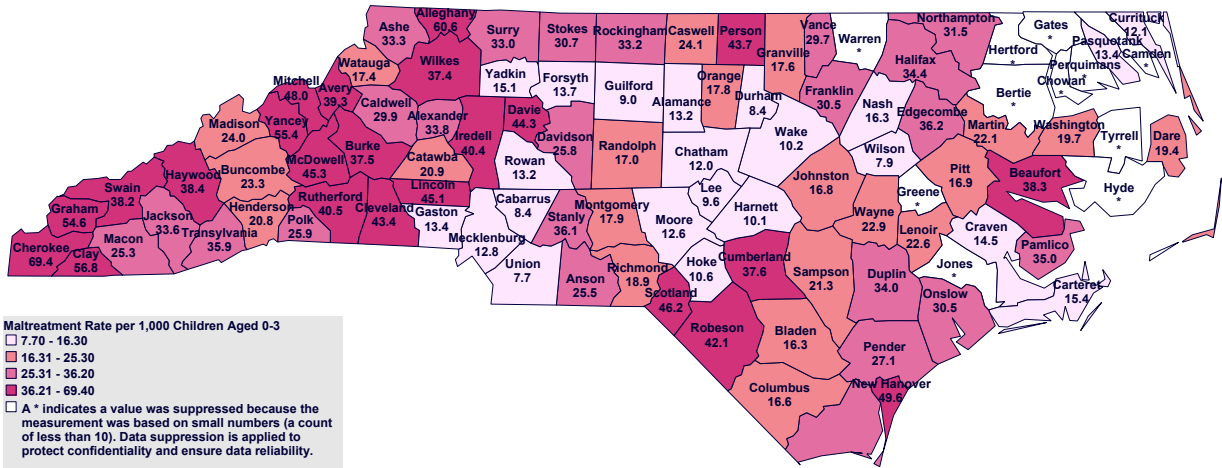 Alleghany
60.6
Ashe
33.3
Surry
33.0
Stokes
30.7
Rockingham
33.2
Caswell
24.1
Person
43.7
Granville
17.6
Vance
29.7
Warren
*
Northampton
31.5
Gates
*
Currituck
12.1
Pasquotank
13.4
Camden
*
Hertford
*
Perquimans
*
Chowan
*
Halifax
34.4
Bertie
*
Watauga
17.4
Wilkes
37.4
Yadkin
15.1
Forsyth
13.7
Guilford
9.0
Alamance
13.2
Orange
17.8
Durham
8.4
Franklin
30.5
Nash
16.3
Edgecombe
36.2
Martin
22.1
Washington
19.7
Tyrrell
*
Dare
19.4
Mitchell
48.0
Avery
39.3
Caldwell
29.9
Alexander
33.8
Iredell
40.4
Davie
44.3
Davidson
25.8
Randolph
17.0
Chatham
12.0
Wake
10.2
Wilson
7.9
Pitt
16.9
Beaufort
38.3
Hyde
*
Madison
24.0
Yancey
55.4
McDowell
45.3
Burke
37.5
Catawba
20.9
Rowan
13.2
Johnston
16.8
Greene
*
Haywood
38.4
Buncombe
23.3
Rutherford
40.5
Lincoln
45.1
Cabarrus
8.4
Stanly
36.1
Montgomery
17.9
Moore
12.6
Lee
9.6
Harnett
10.1
Wayne
22.9
Lenoir
22.6
Craven
14.5
Pamlico
35.0
Swain
38.2
Graham
54.6
Jackson
33.6
Henderson
20.8
Polk
25.9
Cleveland
43.4
Gaston
13.4
Cherokee
69.4
Clay
56.8
Macon
25.3
Transylvania
35.9
Mecklenburg
12.8
Union
7.7
Anson
25.5
Richmond
18.9
Hoke
10.6
Cumberland
37.6
Sampson
21.3
Duplin
34.0
Jones
*
Onslow
30.5
Carteret
15.4
Scotland
46.2
Robeson
42.1
Bladen
16.3
Pender
27.1
Columbus
16.6
New Hanover
49.6
Maltreatment Rate per 1,000 Children Aged 0-3
7.70 - 16.30
16.31 - 25.30
25.31 - 36.20
36.21 - 69.40
A * indicates a value was suppressed because the
measurement was based on small numbers (a count
of less than 10). Data suppression is applied to
protect confidentiality and ensure data reliability.